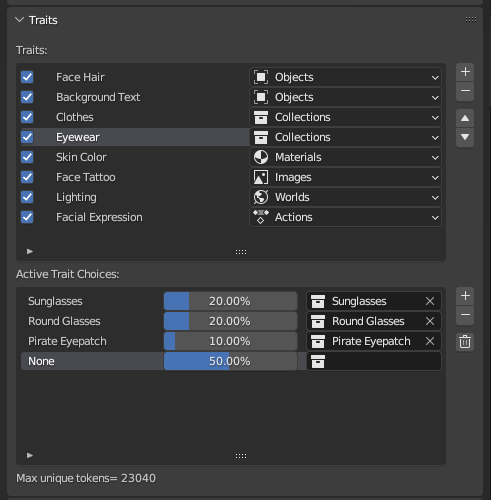 Traits
Traits:
Face Hair Objects
Background Text Objects
Clothes Collections
Eyewear Collections
Skin Color Materials
Face Tattoo Images
Lighting Worlds
Facial Expression Actions
Active Trait Choices:
Sunglasses 20.00% Sunglasses
Round Glasses 20.00% Round Glasses
Pirate Eyepatch 10.00% Pirate Eyepatch
None 50.00%
Max unique tokens= 23040